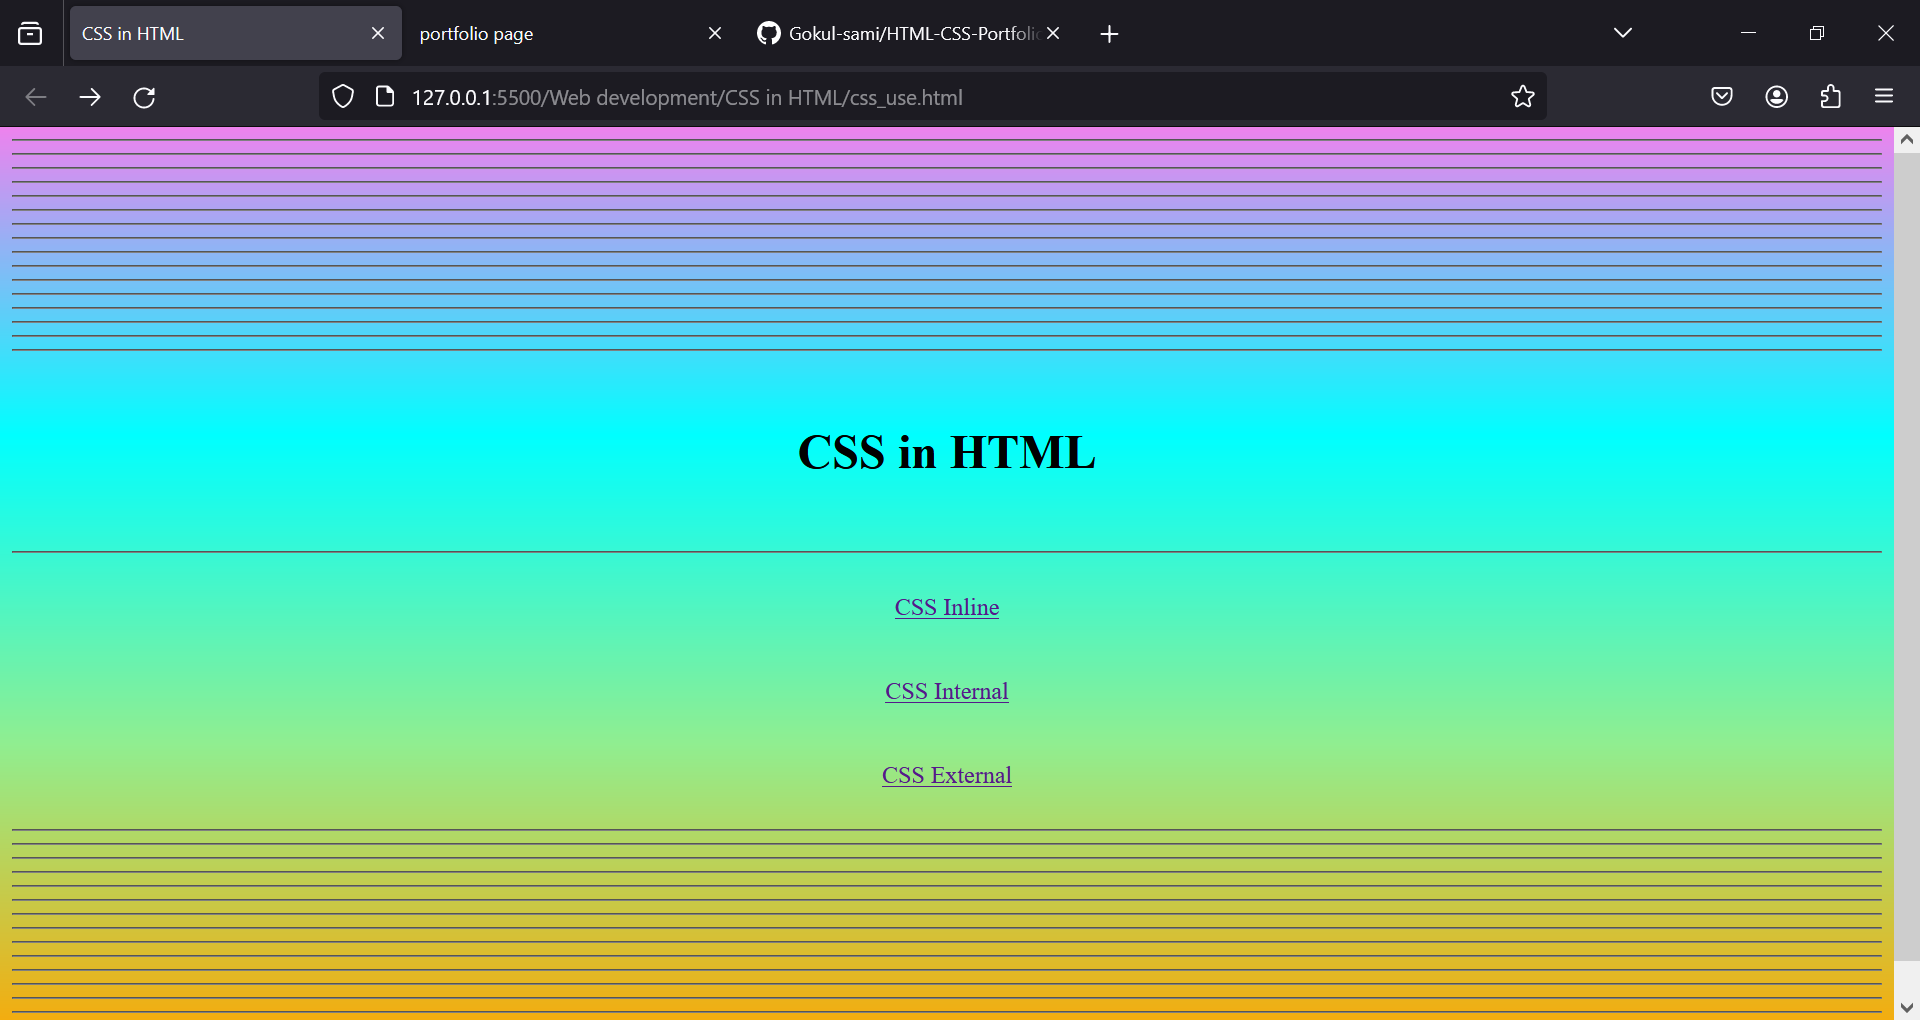 CSS in HTML
portfolio page
Gokul-sami/HTML-CSS-Portfoli
127.0.0.1:5500/Web development/CSS in HTML/css_use.html
CSS in HTML
CSS Inline
CSS Internal
CSS External